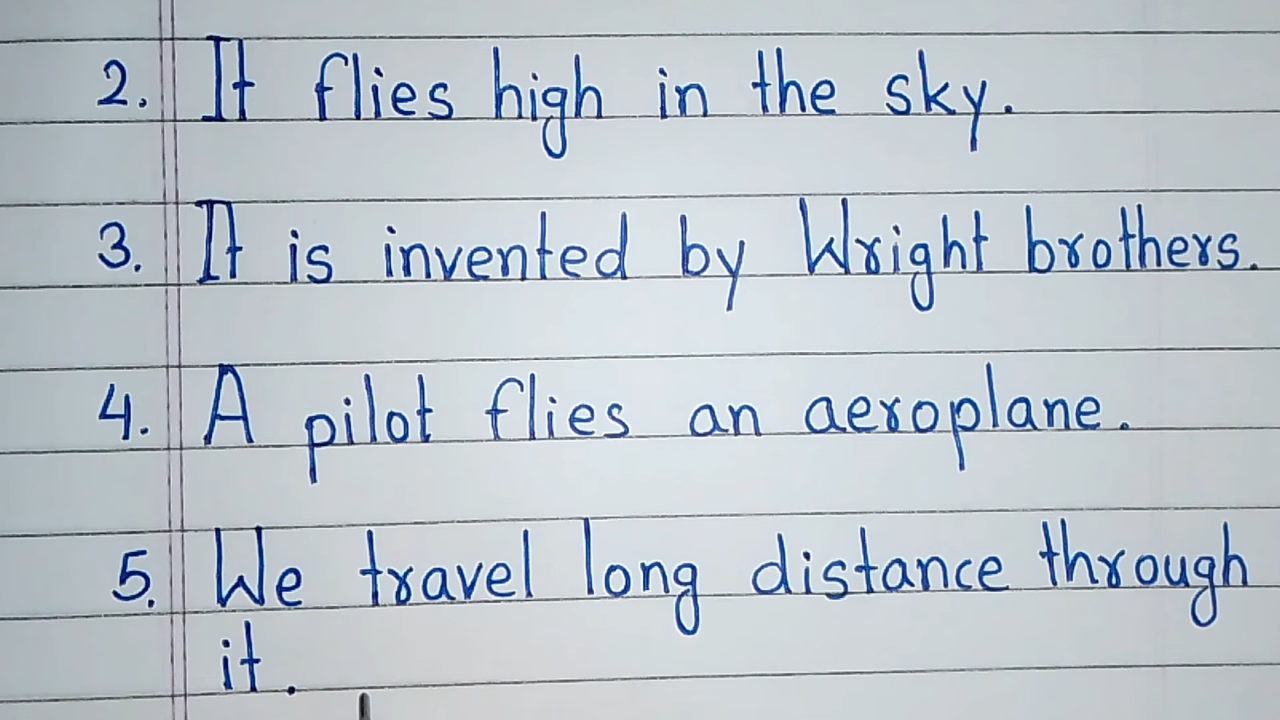 2. It flies high in the sky.
3. It is invented by Wright brothers.
4. A pilot flies an aeroplane.
5. We travel long distance through
it.